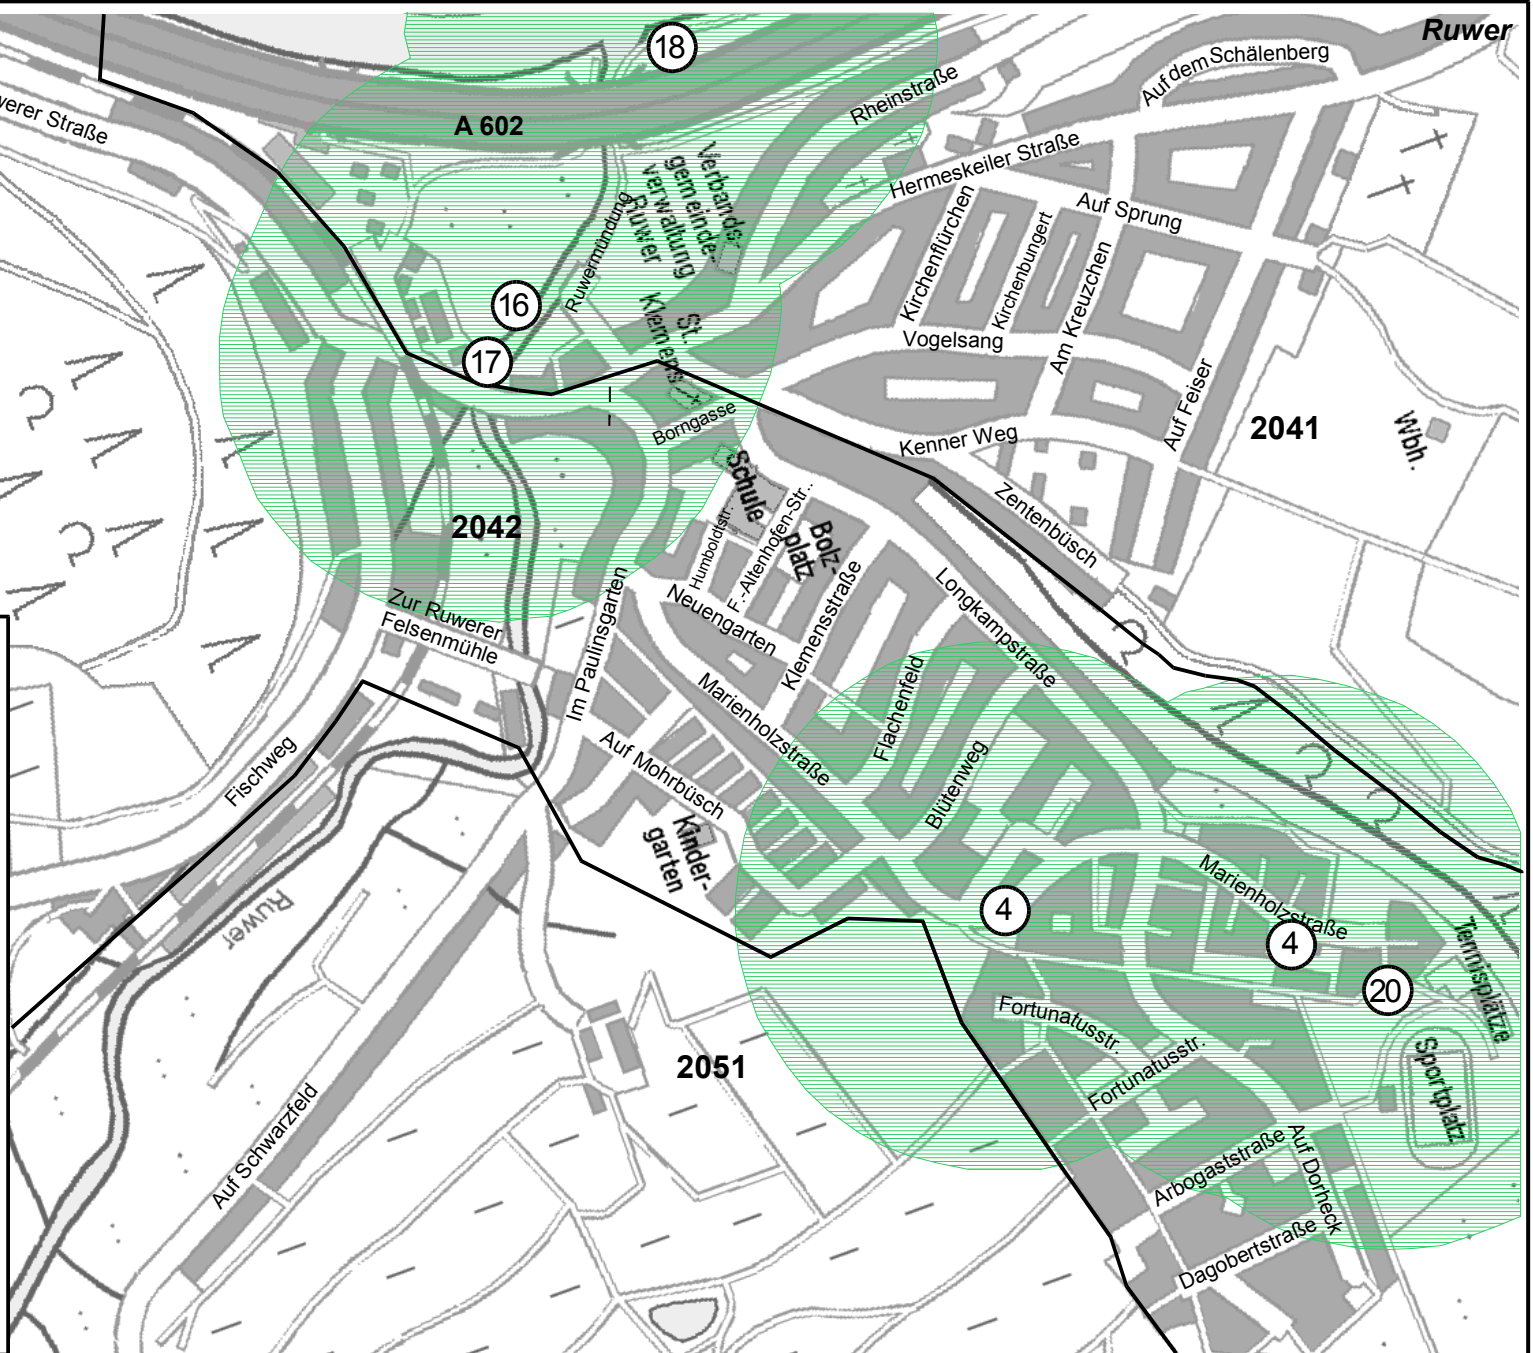 Ruwer
18
Auf dem Schälenberg
werer Straße
A 602
Rheinstraße
Hermeskeiler Straße
Verbands-
gemeinde-
verwaltung
Ruwer
Auf Sprung
Kirchenflürchen
Kirchenbungert
Am Kreuzchen
Ruwermündung
16
St.
Klemens
17
Vogelsang
Auf Feiser
Borngasse
Kenner Weg
2041
Wbh.
Schule
Humboldtstr.
F.-Altenhofen-Str..
Bolz-
platz
Zentenbüsch
2042
Zur Ruwerer
Felsenmühle
Im Paulinsgarten
Neuengarten
Klemensstraße
Longkampstraße
Marienholzstraße
Flachenfeld
Blütenweg
Auf Mohrbüsch
Fischweg
Kinder-
garten
Ruwer
4
Marienholzstraße
4
20
Tennisplätze
Sportplatz
Fortunatusstr.
Fortunatusstr.
2051
Auf Schwarzfeld
Arbogaststraße
Auf Dorheck
Dagobertstraße